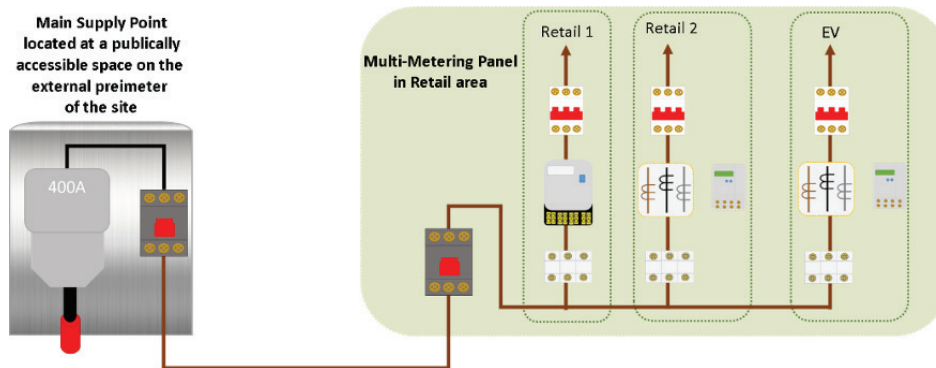 Main Supply Point
located at a publically
accessible space on the
external preimeter
of the site
400A
Multi-Metering Panel
in Retail area
Retail 1
Retail 2
EV